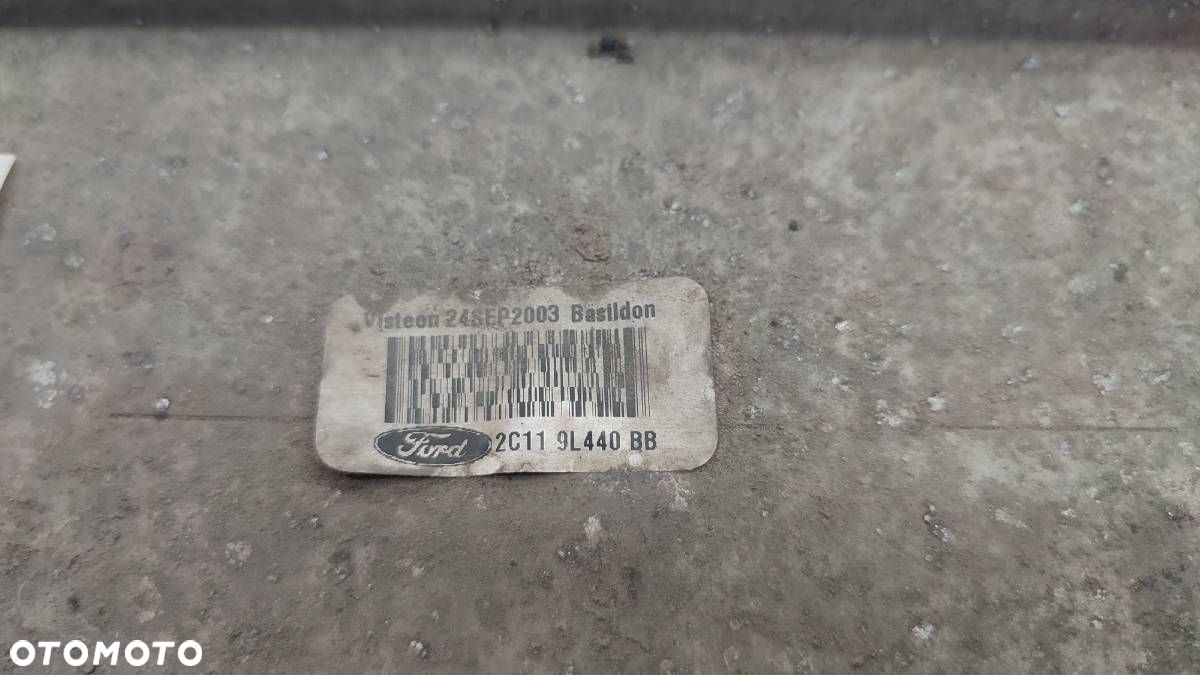 Visteon 24SEP2003 Basildon
Ford 2C11 9L440 BB
OTOMOTO